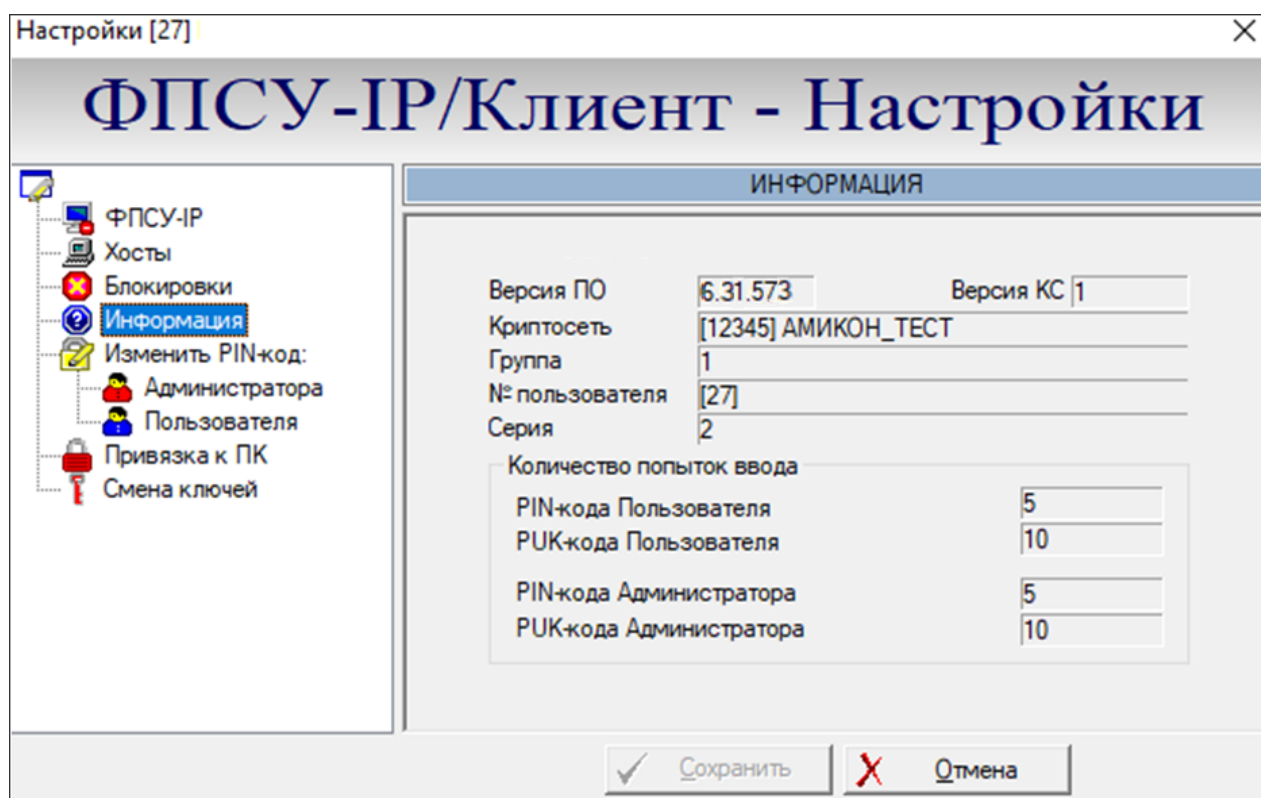 Настройки [27]
ФПСУ-IP/Клиент - Настройки
ФПСУ-IP
Хосты
Блокировки
Информация
Изменить PIN-код:
Администратора
Пользователя
Привязка к ПК
Смена ключей
ИНФОРМАЦИЯ
Версия ПО 6.31.573 Версия КС 1
Криптосеть [12345] АМИКОН_ТЕСТ
Группа 1
№ пользователя [27]
Серия 2
Количество попыток ввода
PIN-кода Пользователя 5
PUK-кода Пользователя 10
PIN-кода Администратора 5
PUK-кода Администратора 10
Сохранить Отмена